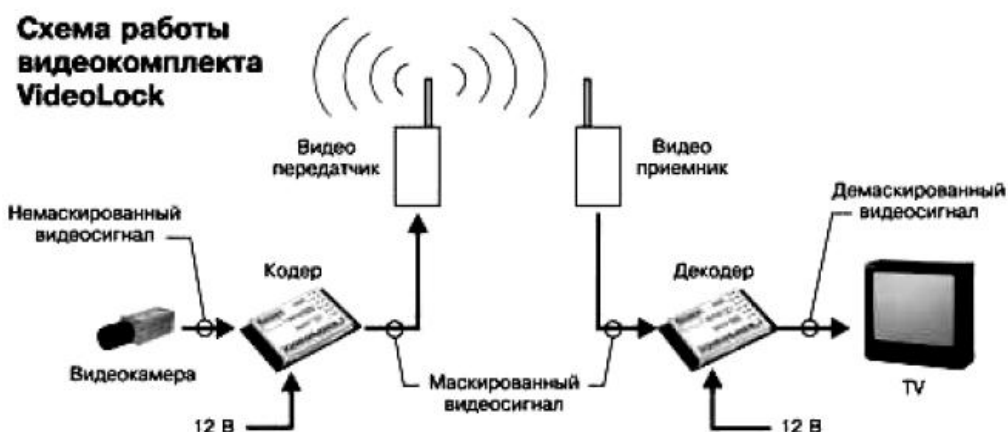 Схема работы
видеокомплекта
VideoLock
Видео
передатчик
Видео
приемник
Немаскированный
видеосигнал
Демаскированный
видеосигнал
Кодер
Декодер
Видеокамера
Маскированный
видеосигнал
TV
12 В
12 В